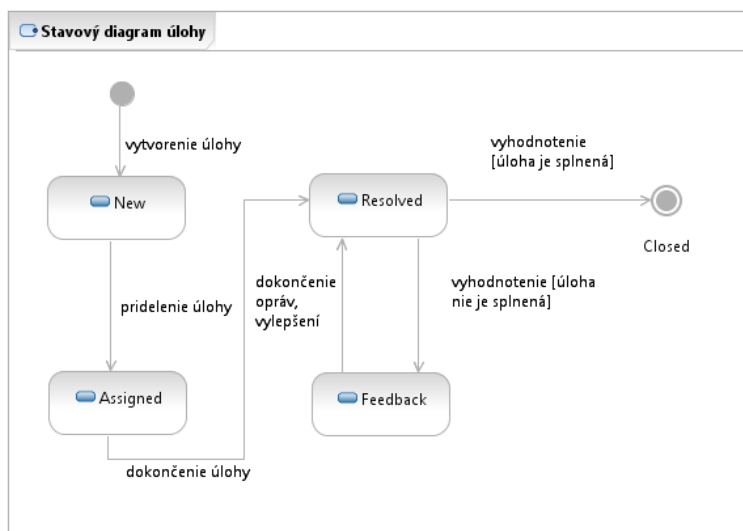 Stavový diagram úlohy
vytvorenie úlohy
New
pridelenie úlohy
Assigned
dokončenie úlohy
Resolved
vyhodnotenie
[úloha je splnená]
Closed
dokončenie
opráv,
vylepšení
vyhodnotenie [úloha
nie je splnená]
Feedback